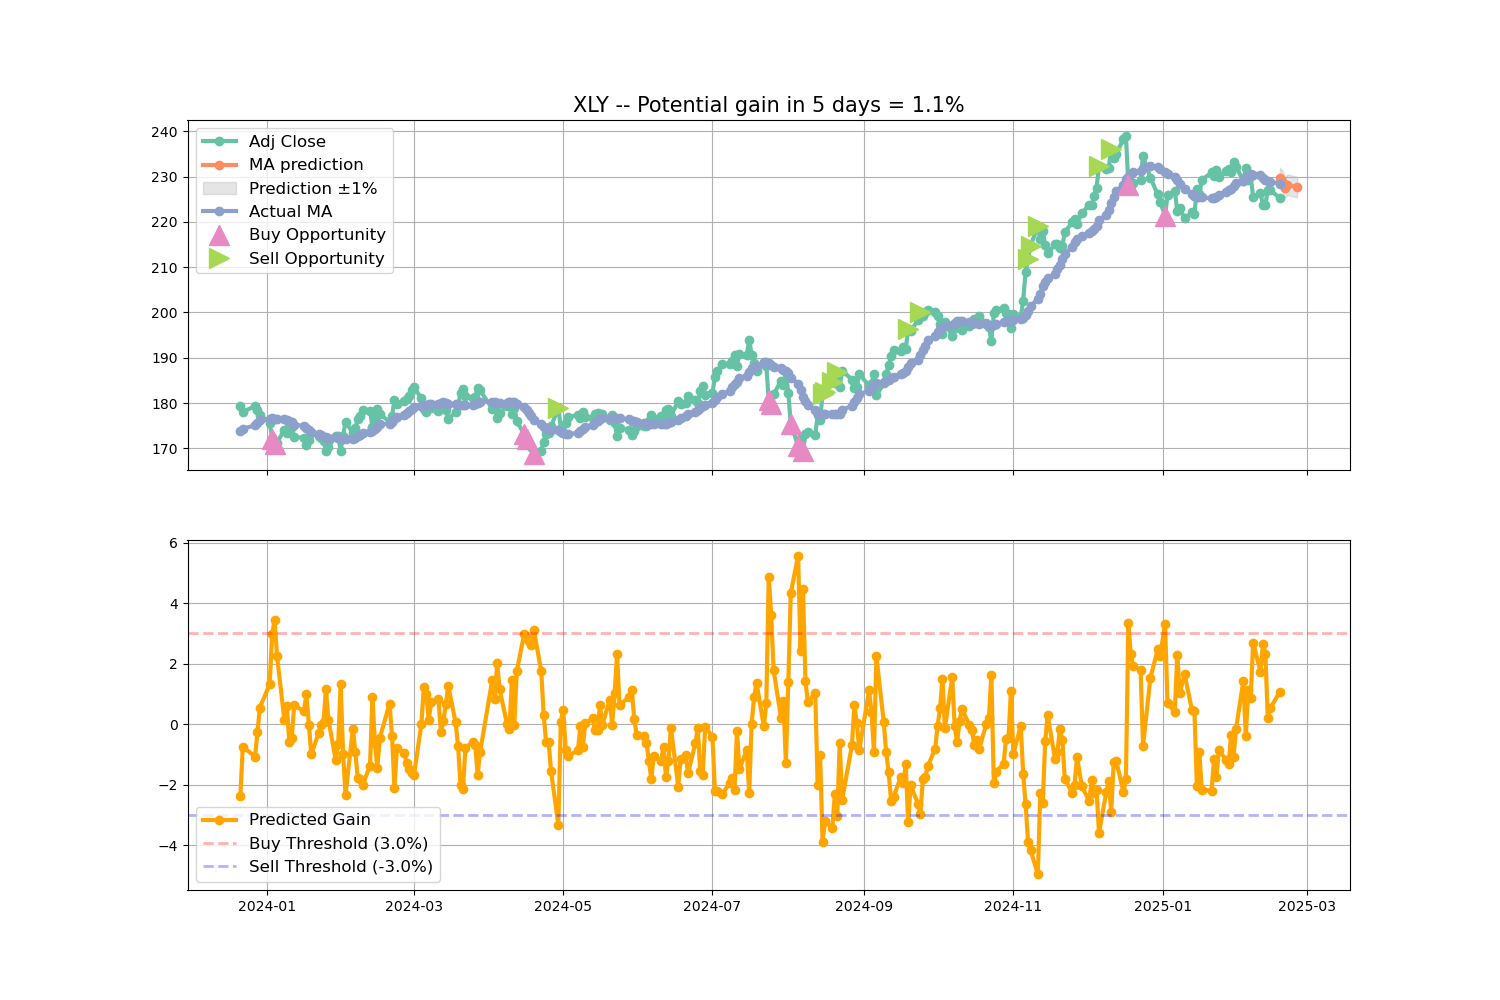 XLY -- Potential gain in 5 days = 1.1%
240
230
220
210
200
190
180
170
Adj Close
MA prediction
Prediction ±1%
Actual MA
Buy Opportunity
Sell Opportunity
6
4
2
0
−2
−4
Predicted Gain
Buy Threshold (3.0%)
Sell Threshold (-3.0%)
2024-01 2024-03 2024-05 2024-07 2024-09 2024-11 2025-01 2025-03